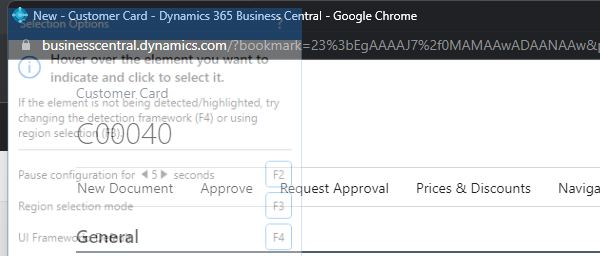 New - Customer Card - Dynamics 365 Business Central - Google Chrome
Selection Options ?
businesscentral.dynamics.com/?bookmark=23%3bEgAAAAJ7%2f0MAMAAwADAANAAw&p
Hover over the element you want to
indicate and click to select it.
Customer Card
If the element is not being detected/highlighted, try
changing the detection framework (F4) or using
region selection (F3).
C00040
Pause configuration for 5 seconds F2
New Document Approve Request Approval Prices & Discounts Naviga
Region selection mode F3
UI Framework: Default F4
General